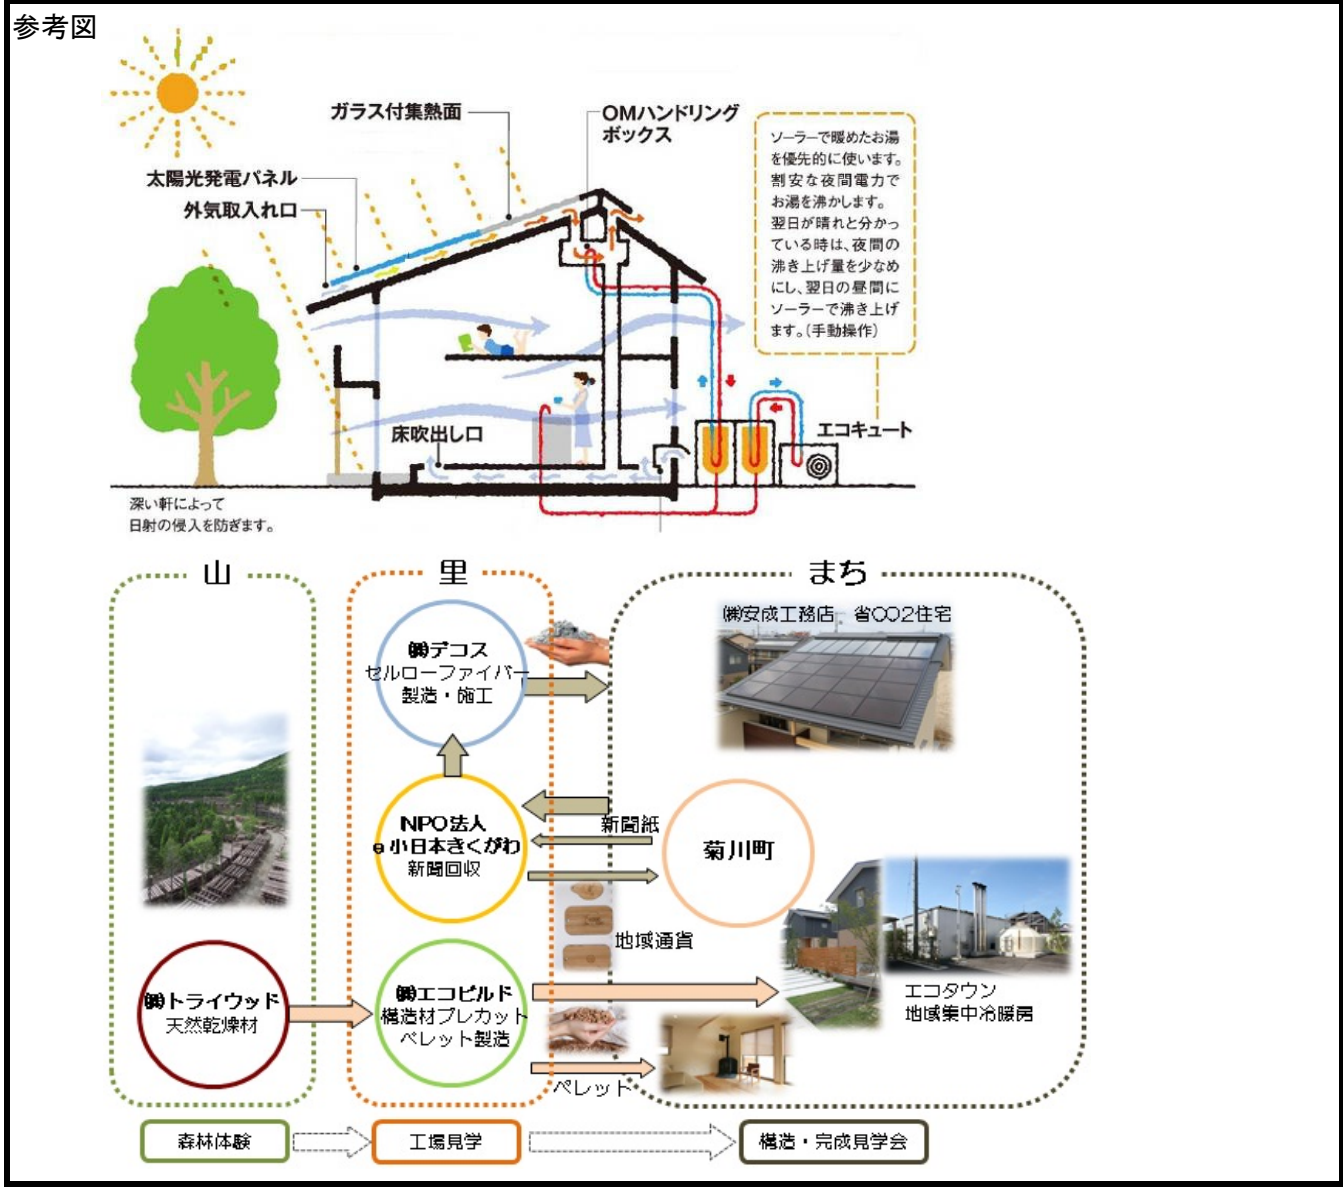 参考図
ガラス付集熱面
OMハンドリング
ボックス
太陽光発電パネル
外気取入れ口
ソーラーで暖めたお湯
を優先的に使います。
割安な夜間電力で
お湯を沸かします。
翌日が晴れと分かっ
ている時は、夜間の
沸き上げ量を少なめ
にし、翌日の昼間に
ソーラーで沸き上げ
ます。(手動操作)
床吹出し口
エコキュート
深い軒によって
日射の侵入を防ぎます。
山
里
まち
㈱安成工務店 省CO2住宅
㈱デコス
セルローファイバー
製造・施工
NPO法人
小日本きくがわ
新聞回収
新聞紙
菊川町
地域通貨
㈱トライウッド
天然乾燥材
㈱エコビルド
構造材プレカット
ペレット製造
エコタウン
地域集中冷暖房
ペレット
森林体験
工場見学
構造・完成見学会